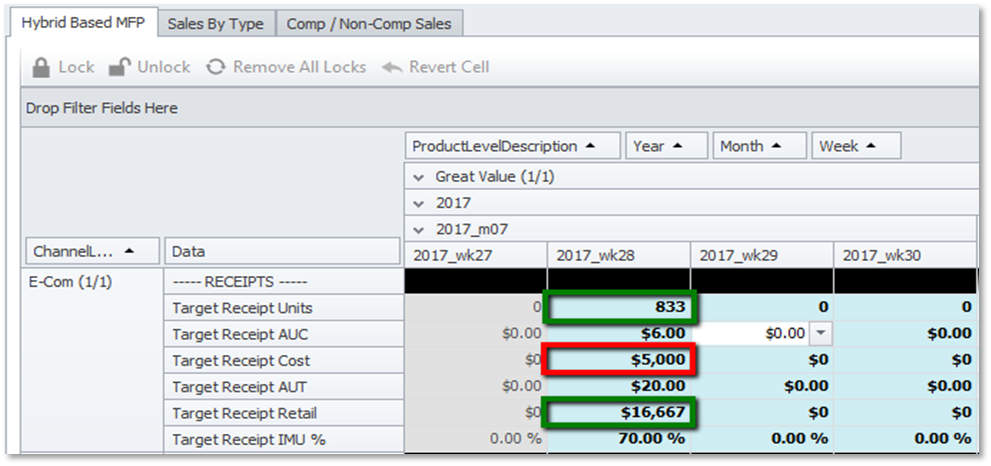 Hybrid Based MFP Sales By Type Comp / Non-Comp Sales
Lock Unlock Remove All Locks Revert Cell
Drop Filter Fields Here
ProductLevelDescription Year Month Week
Great Value (1/1)
2017
2017_m07
ChannelL... Data 2017_wk27 2017_wk28 2017_wk29 2017_wk30
E-Com (1/1) ----- RECEIPTS -----
Target Receipt Units 0 833 0 0
Target Receipt AUC $0.00 $6.00 $0.00 $0.00
Target Receipt Cost $0 $5,000 $0 $0
Target Receipt AUT $0.00 $20.00 $0.00 $0.00
Target Receipt Retail $0 $16,667 $0 $0
Target Receipt IMU % 0.00 % 70.00 % 0.00 % 0.00 %